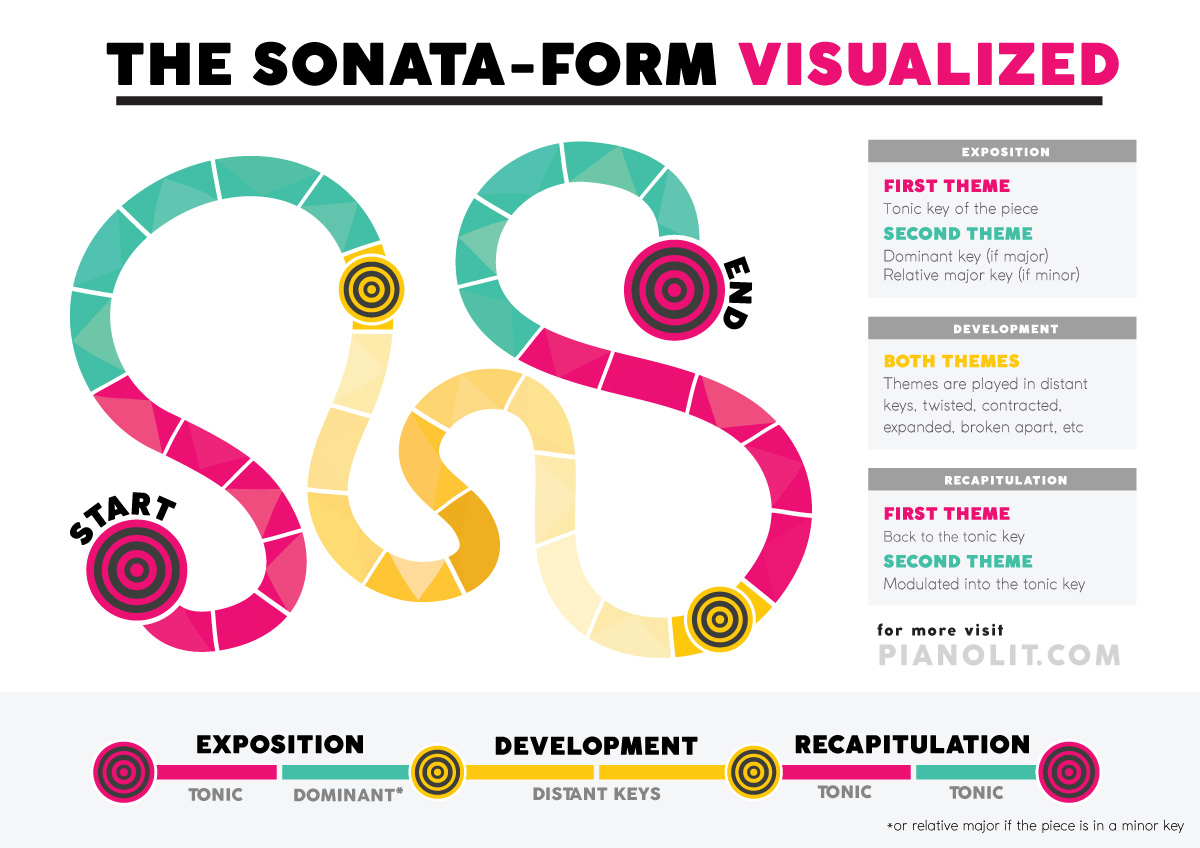 THE SONATA-FORM VISUALIZED
START
END
EXPOSITION
FIRST THEME
Tonic key of the piece
SECOND THEME
Dominant key (if major)
Relative major key (if minor)
DEVELOPMENT
BOTH THEMES
Themes are played in distant
keys, twisted, contracted,
expanded, broken apart, etc
RECAPITULATION
FIRST THEME
Back to the tonic key
SECOND THEME
Modulated into the tonic key
for more visit
PIANOLIT.COM
EXPOSITION
TONIC
DOMINANT*
DEVELOPMENT
DISTANT KEYS
RECAPITULATION
TONIC
TONIC
*or relative major if the piece is in a minor key